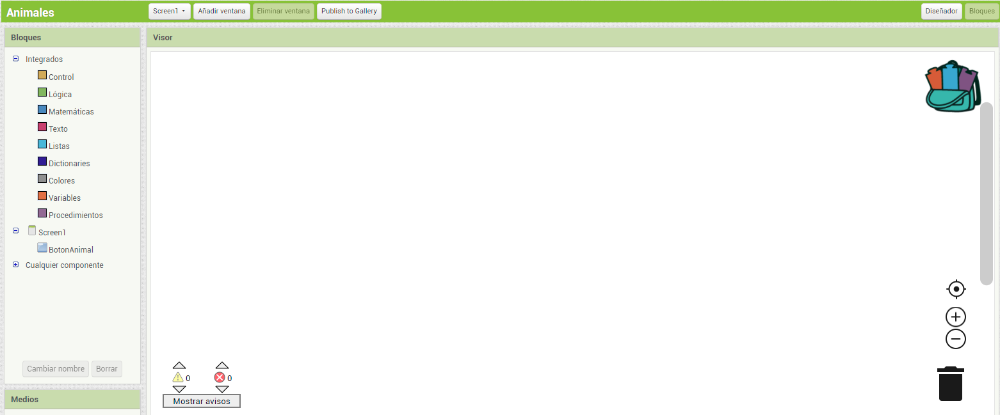 Animales
Screen1
Añadir ventana
Eliminar ventana
Publish to Gallery
Diseñador
Bloques
Bloques
Integrados
Control
Lógica
Matemáticas
Texto
Listas
Dictionaries
Colores
Variables
Procedimientos
Screen1
BotonAnimal
Cualquier componente
Cambiar nombre
Borrar
Medios
Visor
0
0
Mostrar avisos